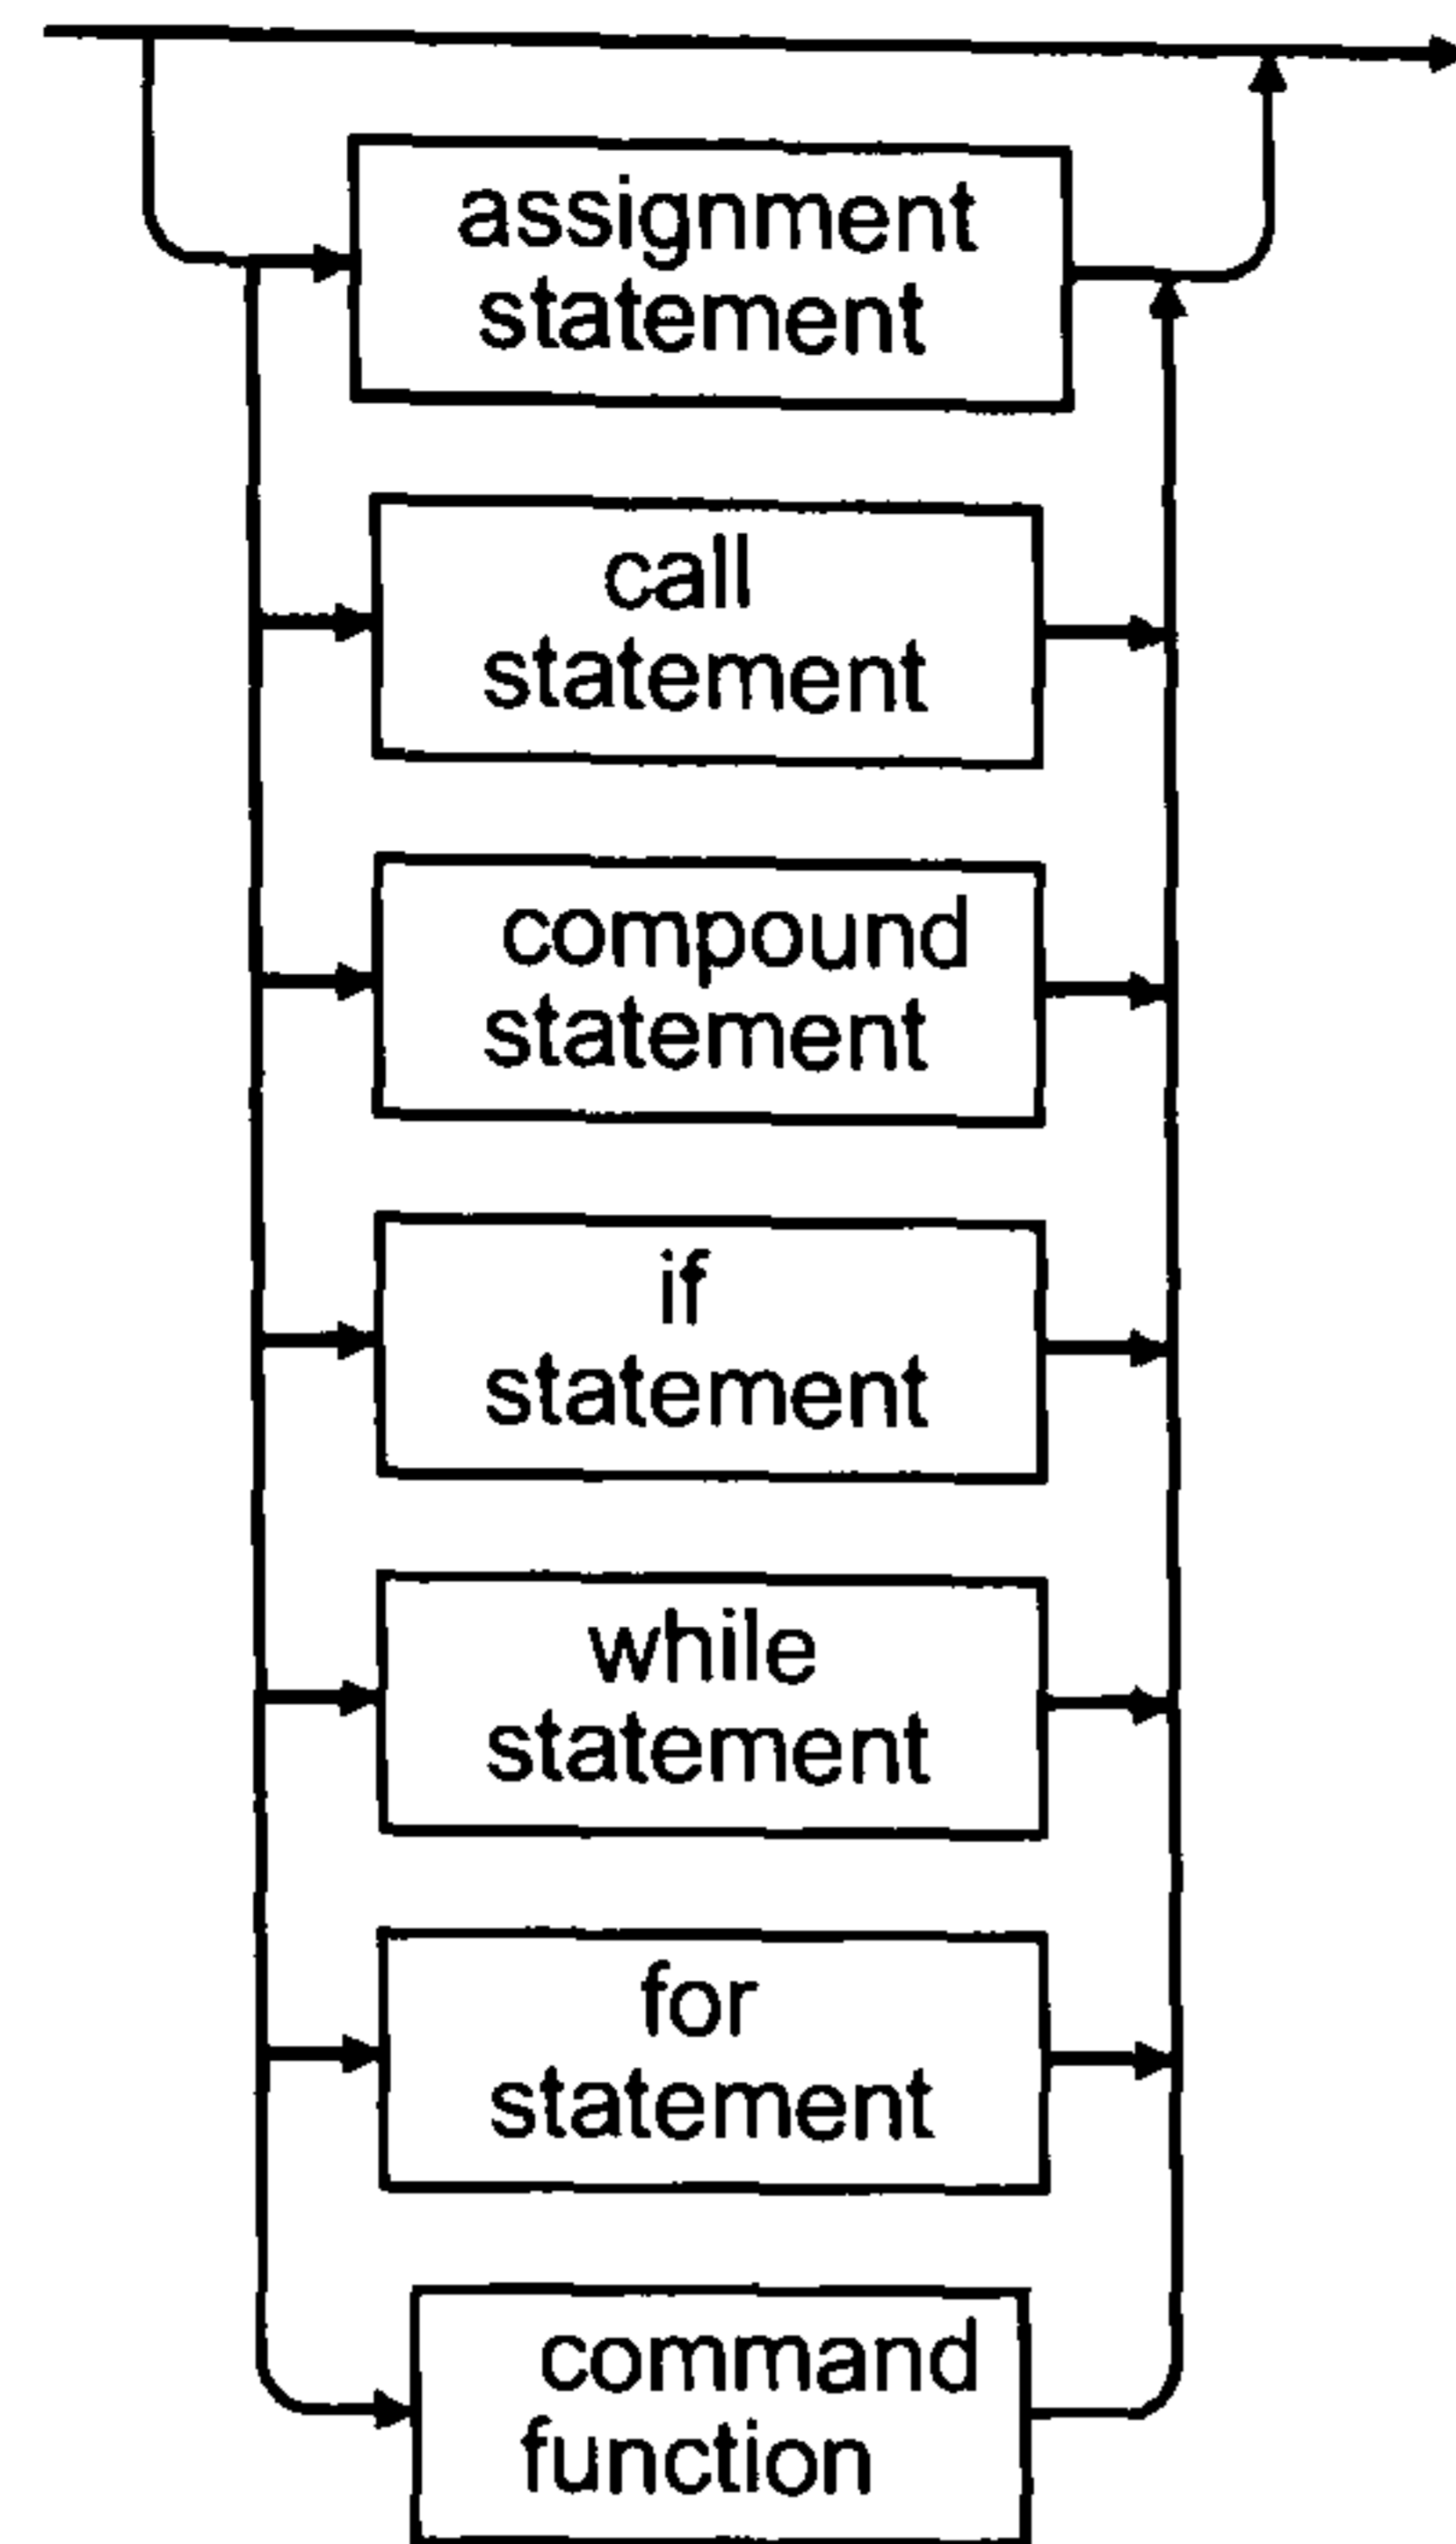 assignment
statement
call
statement
compound
statement
if
statement
while
statement
for
statement
command
function